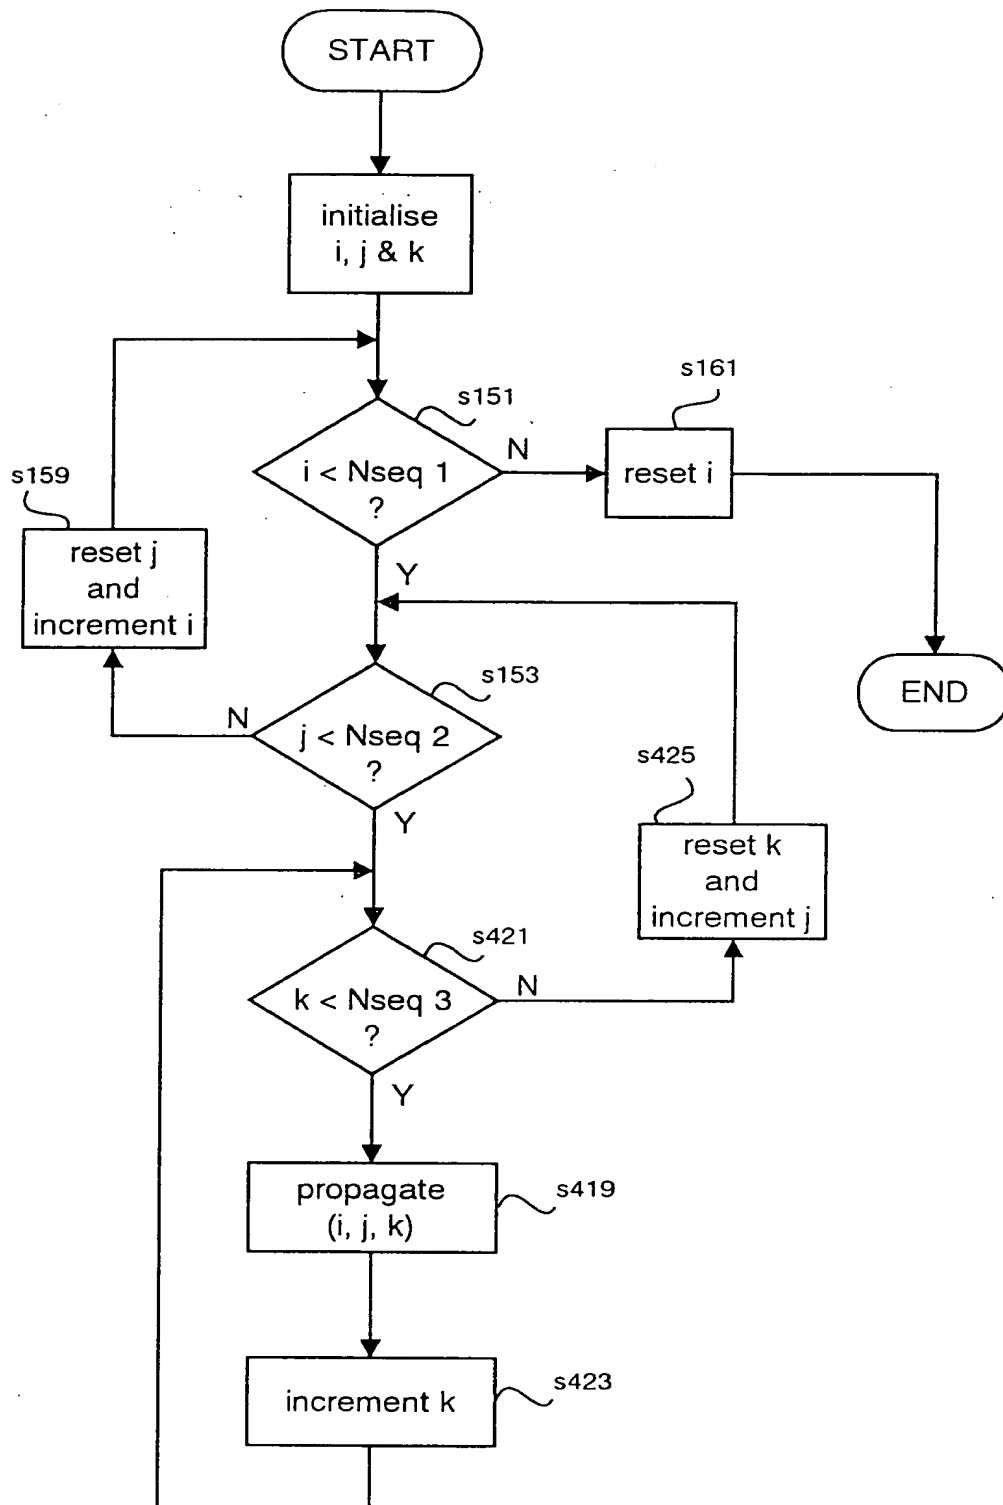 START
initialise
i, j & k
s151
s161
i < Nseq 1
?
N
reset i
s159
reset j
and
increment i
Y
s153
END
N
j < Nseq 2
?
s425
Y
reset k
and
increment j
s421
k < Nseq 3
?
N
Y
propagate
(i, j, k)
s419
increment k
s423